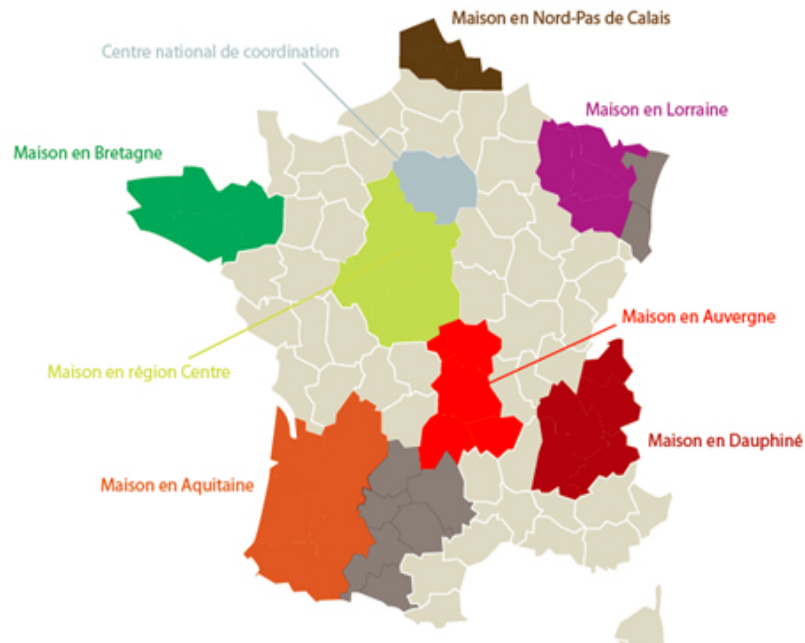 Maison en Nord-Pas de Calais
Centre national de coordination
Maison en Lorraine
Maison en Bretagne
Maison en Auvergne
Maison en région Centre
Maison en Dauphiné
Maison en Aquitaine